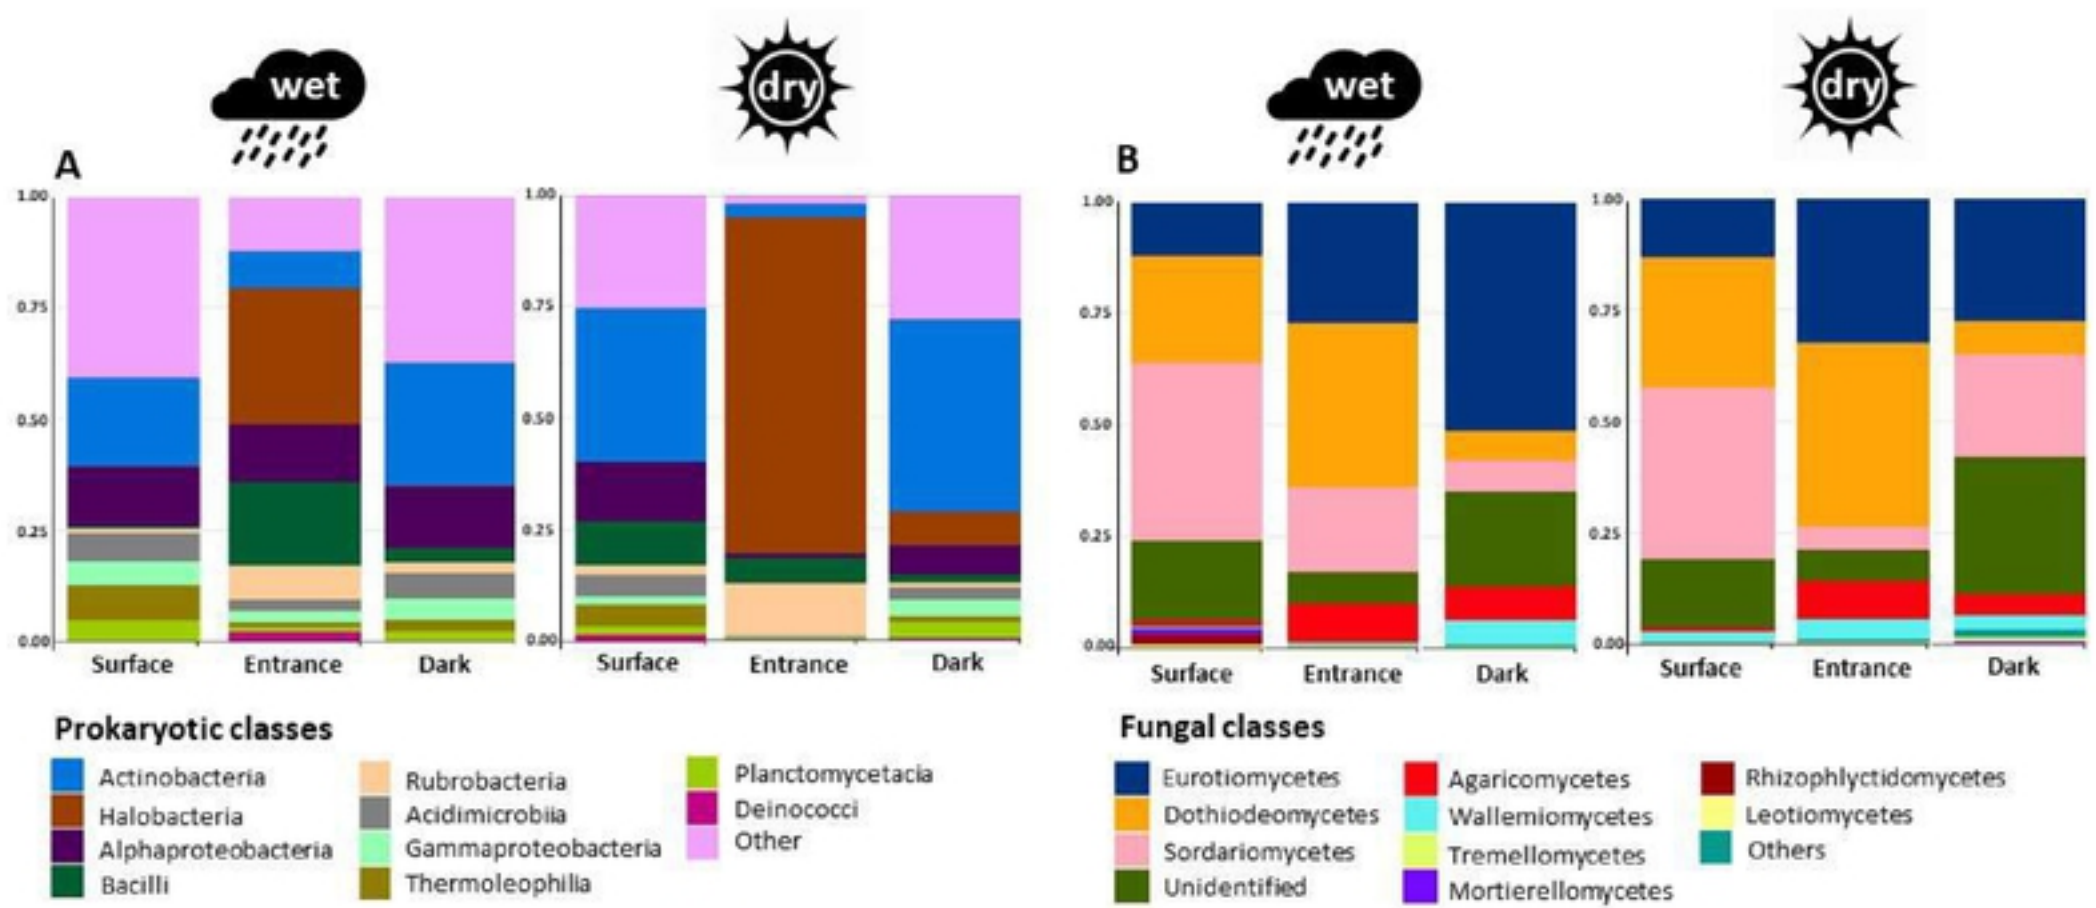 wet
dry
wet
dry
A
B
1.00
0.75
0.50
0.25
0.00
Surface
Entrance
Dark
1.00
0.75
0.50
0.25
0.00
Surface
Entrance
Dark
1.00
0.75
0.50
0.25
0.00
Surface
Entrance
Dark
1.00
0.75
0.50
0.25
0.00
Surface
Entrance
Dark
Prokaryotic classes
Actinobacteria
Halobacteria
Alphaproteobacteria
Bacilli
Rubrobacteria
Acidimicrobiia
Gammaproteobacteria
Thermoleophilia
Planctomycetacia
Deinococci
Other
Fungal classes
Eurotiomycetes
Dothiodeomycetes
Sordariomycetes
Unidentified
Agaricomycetes
Wallemiomycetes
Tremellomycetes
Mortierellomycetes
Rhizophlyctidomycetes
Leotiomycetes
Others